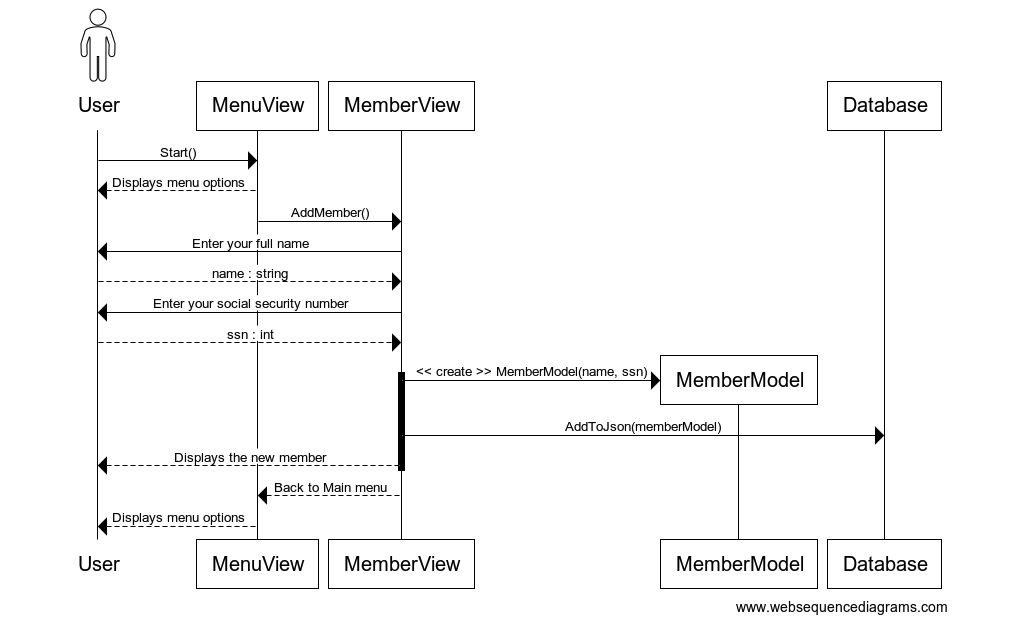 User
MenuView
MemberView
Database
Start()
Displays menu options
AddMember()
Enter your full name
name : string
Enter your social security number
ssn : int
<< create >> MemberModel(name, ssn)
MemberModel
AddToJson(memberModel)
Displays the new member
Back to Main menu
Displays menu options
User
MenuView
MemberView
MemberModel
Database
www.websequencediagrams.com